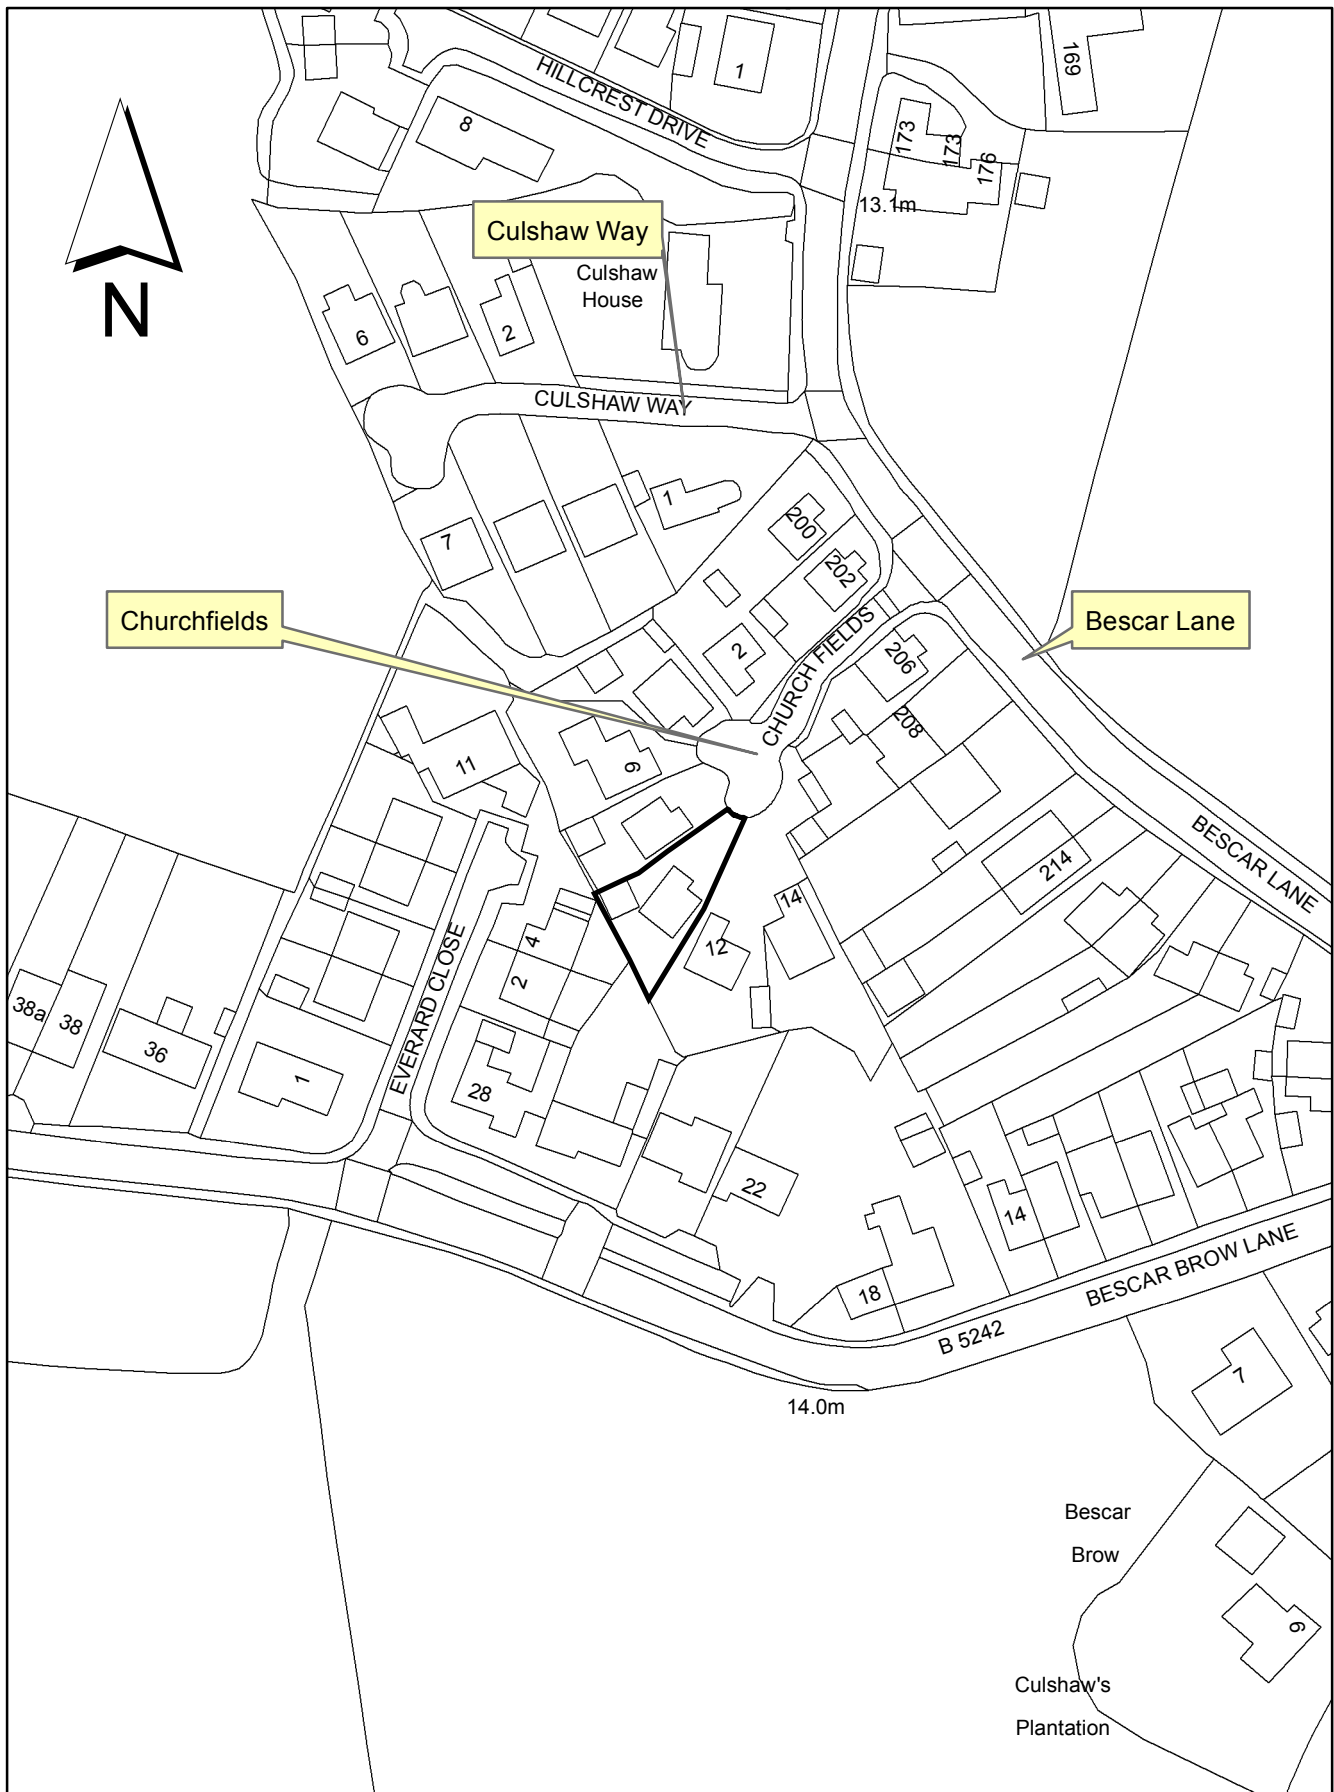 HILLCREST DRIVE
1
169
8
173
173
176
13.1m
N
Culshaw Way
Culshaw
House
6
2
CULSHAW WAY
7
1
200
202
Churchfields
Bescar Lane
2
CHURCH FIELDS
206
208
11
6
BESCAR LANE
214
14
12
4
2
EVERARD CLOSE
38a
38
36
1
28
22
14
18
BESCAR BROW LANE
B 5242
7
14.0m
Bescar
Brow
6
Culshaw's
Plantation